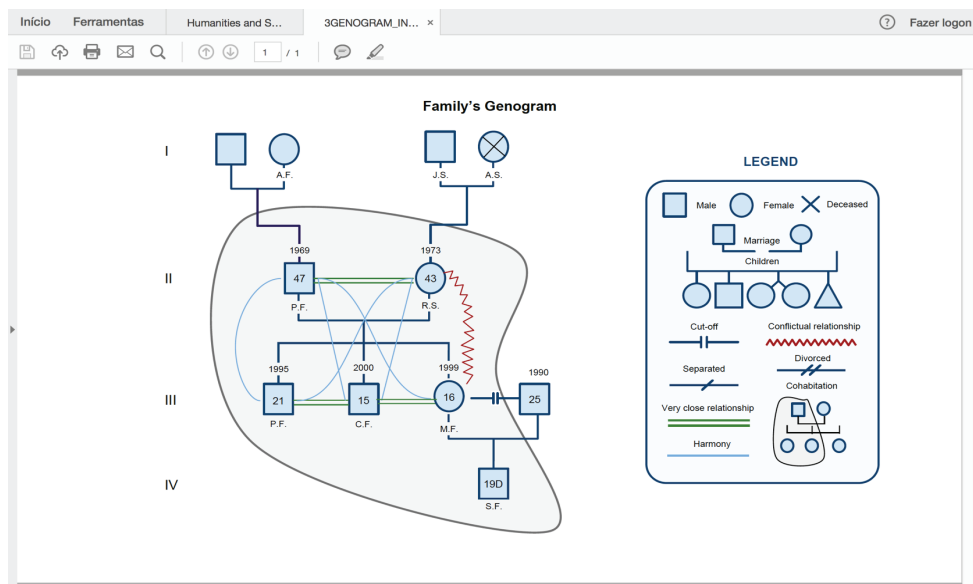 Início Ferramentas Humanities and S... 3GENOGRAM_IN... × ? Fazer logon
1 / 1
Family's Genogram
I
A.F. J.S. A.S.
LEGEND
Male Female Deceased
Marriage
Children
1969 1973
II 47 43
P.F. R.S.
Cut-off Conflictual relationship
Separated Divorced
Cohabitation
1995 2000 1999 1990
III 21 15 16 25
P.F. C.F. M.F.
Very close relationship
Harmony
IV 19D
S.F.